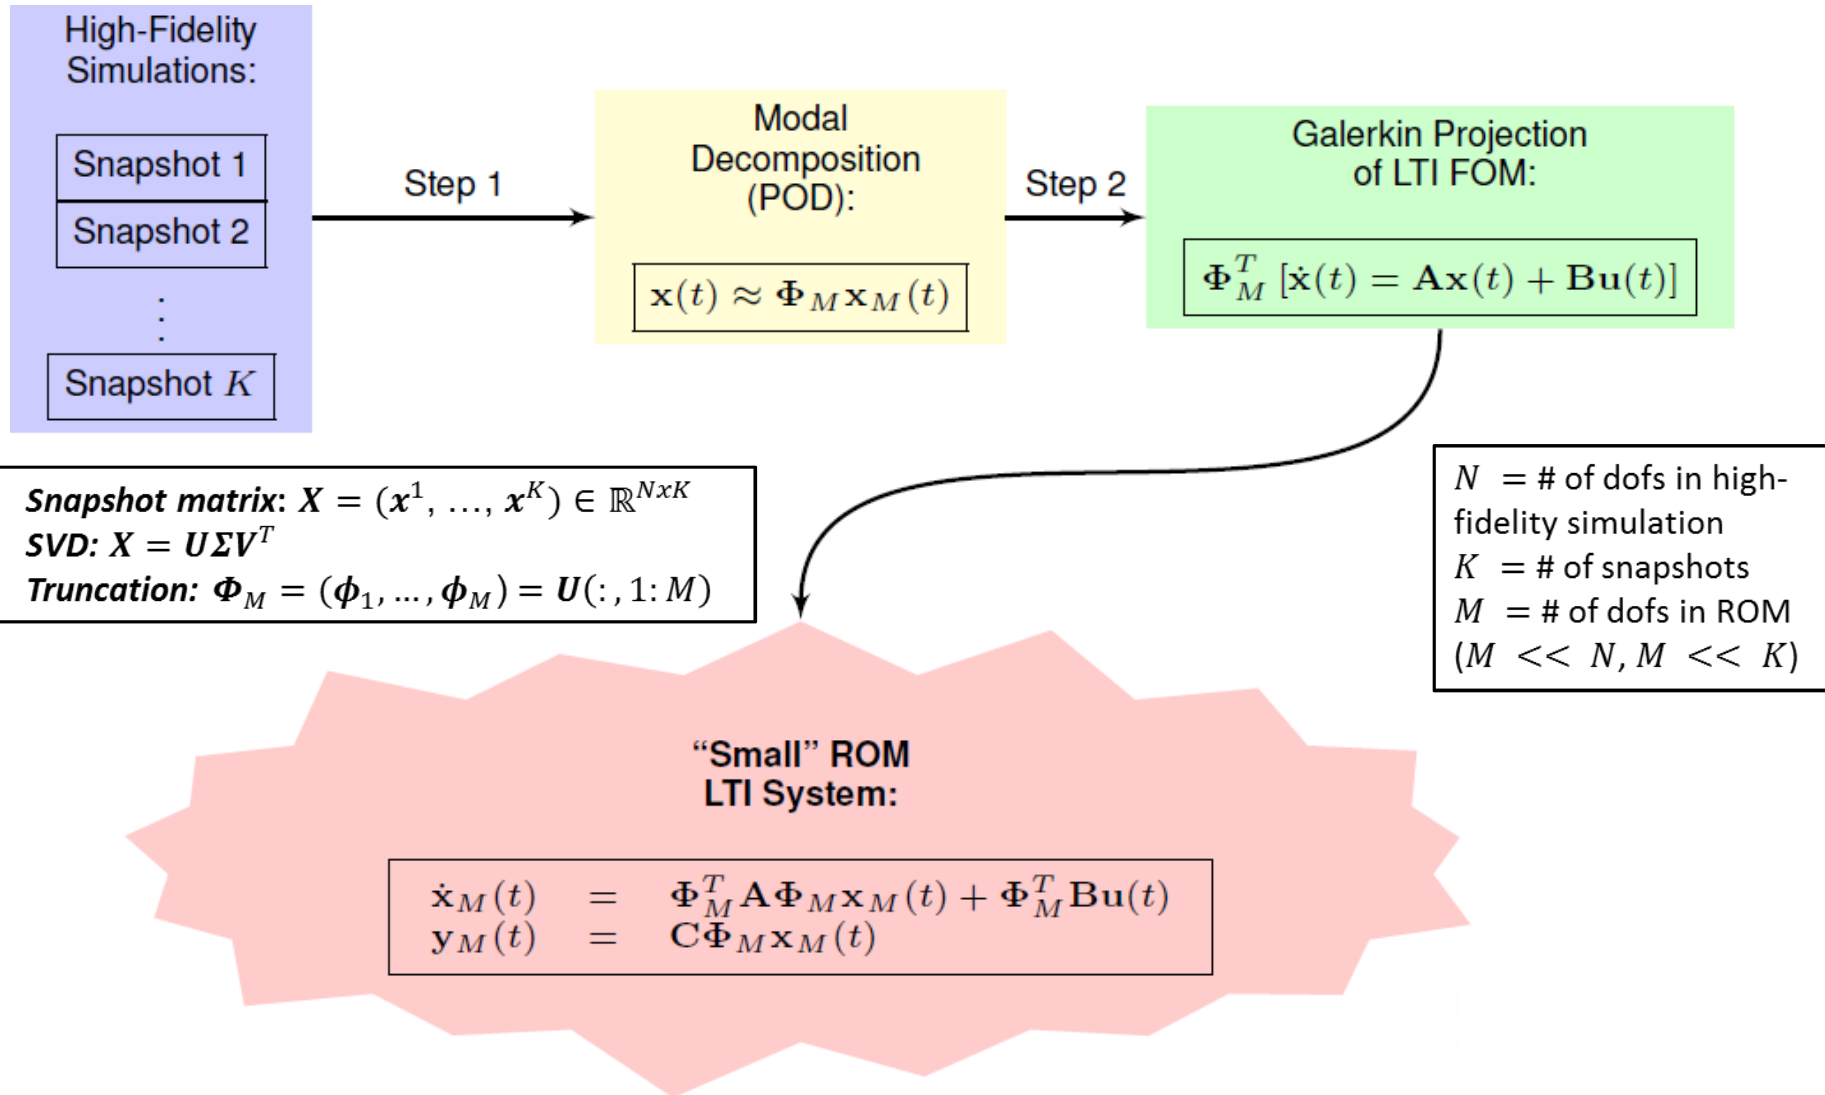 High-Fidelity
Simulations:
Snapshot 1
Snapshot 2
⋮
Snapshot K
Step 1
Modal
Decomposition
(POD):
x(t) ≈ Φ_M x_M(t)
Step 2
Galerkin Projection
of LTI FOM:
Φ_M^T [ẋ(t) = Ax(t) + Bu(t)]
Snapshot matrix: X = (x^1, …, x^K) ∈ ℝ^{NxK}
SVD: X = UΣV^T
Truncation: Φ_M = (ϕ_1, … , ϕ_M) = U(:, 1: M)
N = # of dofs in high-
fidelity simulation
K = # of snapshots
M = # of dofs in ROM
(M << N, M << K)
“Small” ROM
LTI System:
ẋ_M(t) = Φ_M^T AΦ_M x_M(t) + Φ_M^T Bu(t)
y_M(t) = CΦ_M x_M(t)